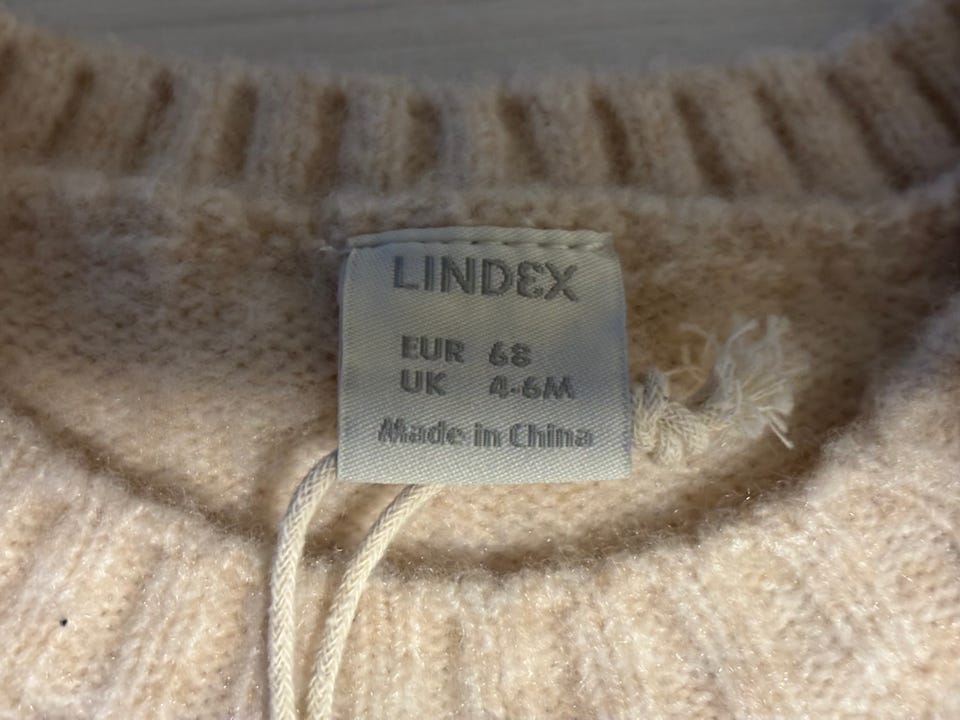 LINDEX
EUR 68
UK 4-6M
Made in China